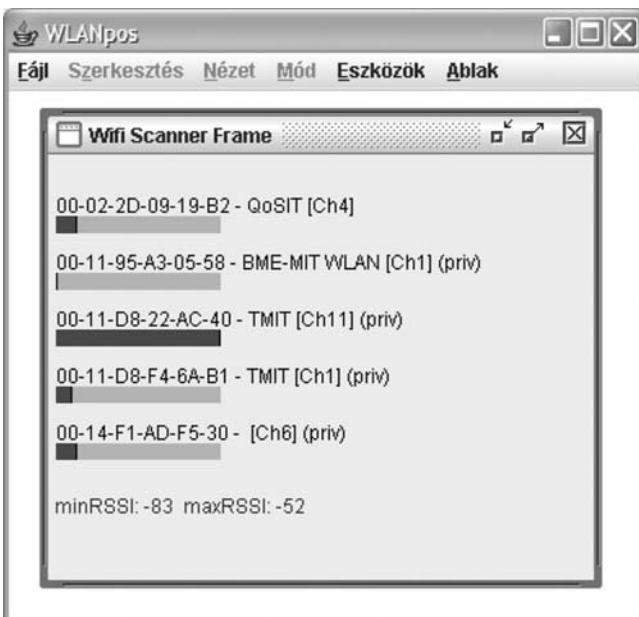 WLANpos
Fájl Szerkesztés Nézet Mód Eszközök Ablak
Wifi Scanner Frame
00-02-2D-09-19-B2 - QoSIT [Ch4]
00-11-95-A3-05-58 - BME-MIT WLAN [Ch1] (priv)
00-11-D8-22-AC-40 - TMIT [Ch11] (priv)
00-11-D8-F4-6A-B1 - TMIT [Ch1] (priv)
00-14-F1-AD-F5-30 - [Ch6] (priv)
minRSSI: -83 maxRSSI: -52